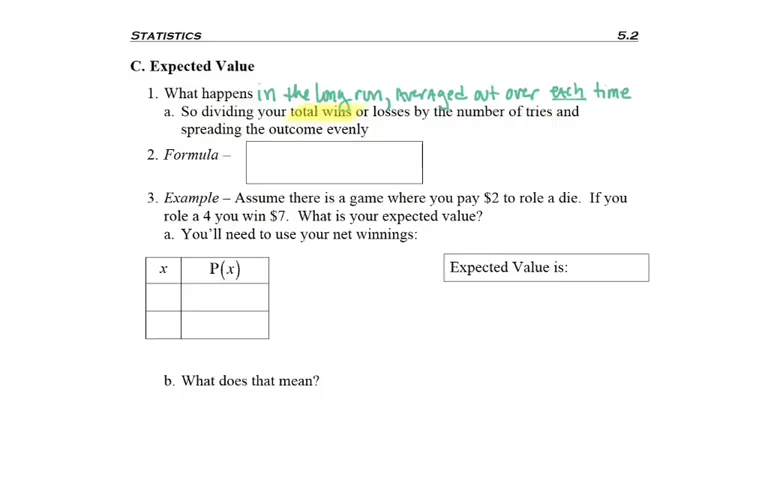 STATISTICS 5.2
C. Expected Value
1. What happens in the long run, Averaged out over each time
a. So dividing your total wins or losses by the number of tries and
spreading the outcome evenly
2. Formula –
3. Example – Assume there is a game where you pay $2 to role a die. If you
role a 4 you win $7. What is your expected value?
a. You'll need to use your net winnings:
x P(x)
Expected Value is:
b. What does that mean?